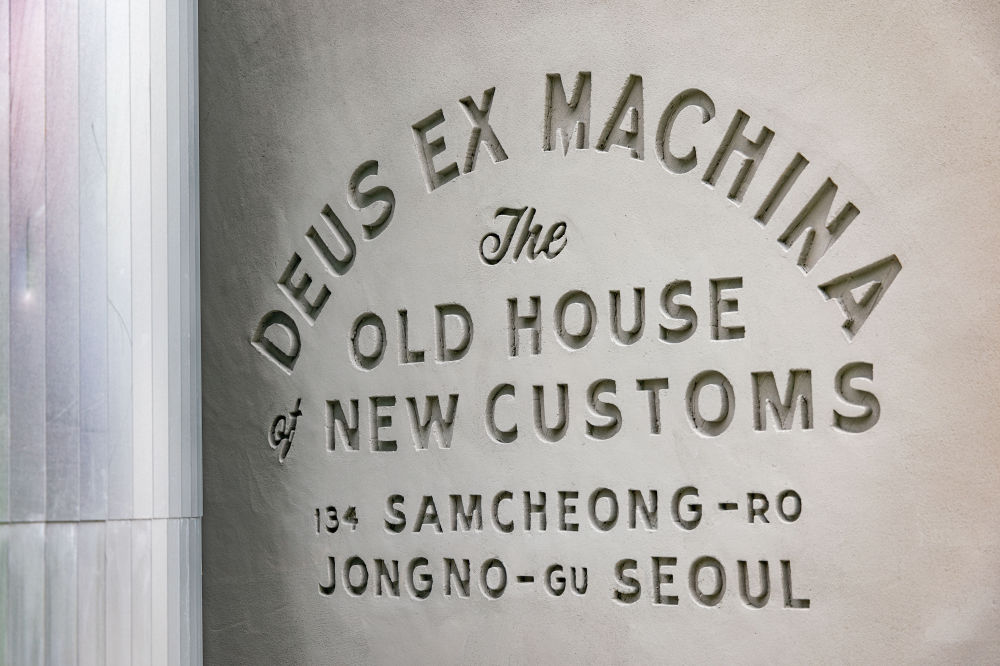 DEUS EX MACHINA
The
OLD HOUSE
of NEW CUSTOMS
134 SAMCHEONG-RO
JONGNO-GU SEOUL